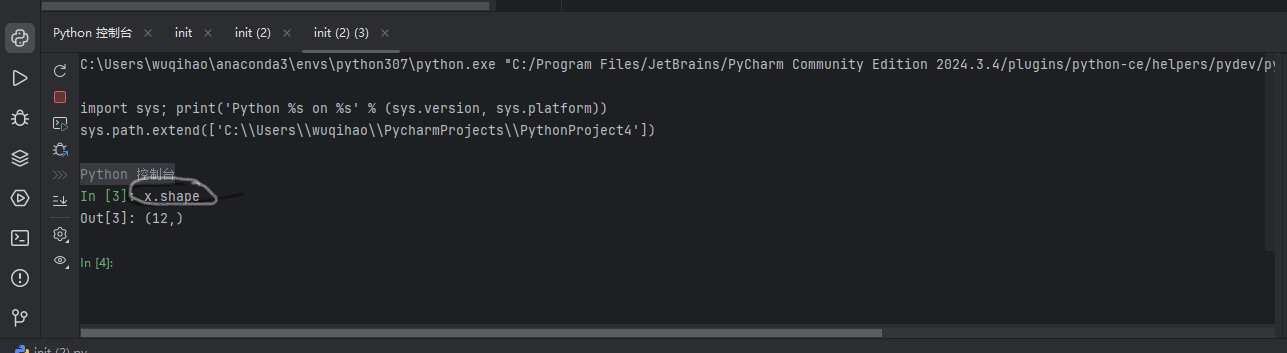 Python 控制台 × init × init (2) × init (2) (3) ×
C:\Users\wuqihao\anaconda3\envs\python307\python.exe "C:/Program Files/JetBrains/PyCharm Community Edition 2024.3.4/plugins/python-ce/helpers/pydev/py
import sys; print('Python %s on %s' % (sys.version, sys.platform))
sys.path.extend(['C:\\Users\\wuqihao\\PycharmProjects\\PythonProject4'])
Python 控制台
In [3]: x.shape
Out[3]: (12,)
In [4]:
init (2).py